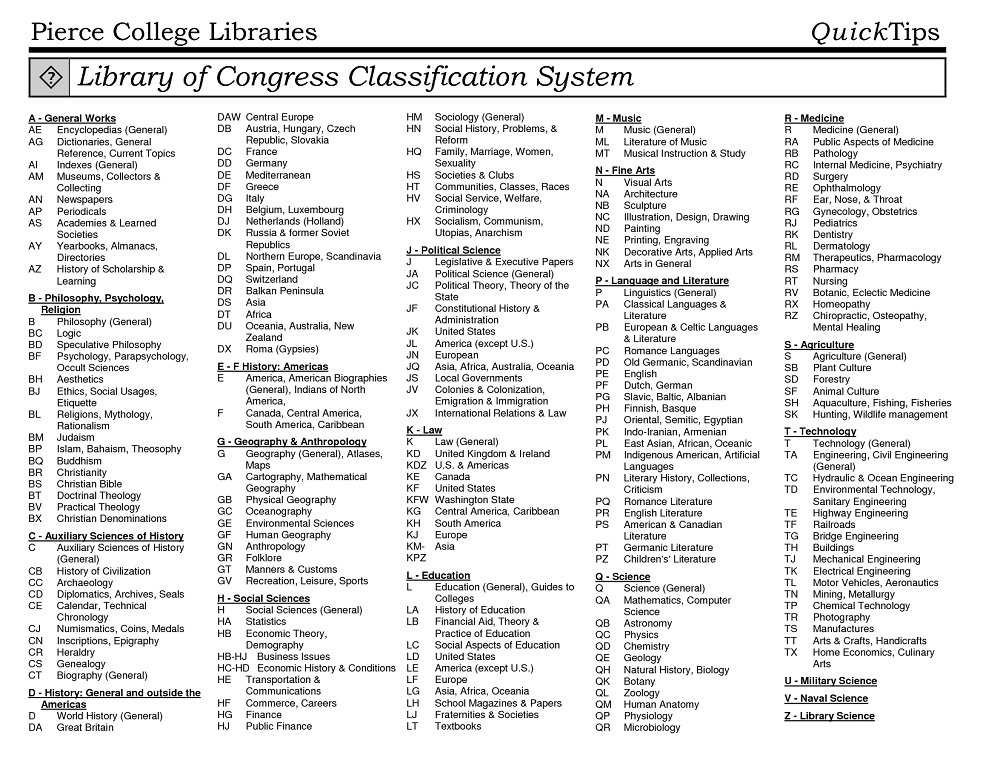 Pierce College Libraries
QuickTips
Library of Congress Classification System
A - General Works
AE Encyclopedias (General)
AG Dictionaries, General
Reference, Current Topics
AI Indexes (General)
AM Museums, Collectors &
Collecting
AN Newspapers
AP Periodicals
AS Academies & Learned
Societies
AY Yearbooks, Almanacs,
Directories
AZ History of Scholarship &
Learning
B - Philosophy, Psychology,
Religion
B Philosophy (General)
BC Logic
BD Speculative Philosophy
BF Psychology, Parapsychology,
Occult Sciences
BH Aesthetics
BJ Ethics, Social Usages,
Etiquette
BL Religions, Mythology,
Rationalism
BM Judaism
BP Islam, Bahaism, Theosophy
BQ Buddhism
BR Christianity
BS Christian Bible
BT Doctrinal Theology
BV Practical Theology
BX Christian Denominations
C - Auxiliary Sciences of History
C Auxiliary Sciences of History
(General)
CB History of Civilization
CC Archaeology
CD Diplomatics, Archives, Seals
CE Calendar, Technical
Chronology
CJ Numismatics, Coins, Medals
CN Inscriptions, Epigraphy
CR Heraldry
CS Genealogy
CT Biography (General)
D - History: General and outside the
Americas
D World History (General)
DA Great Britain
DAW Central Europe
DB Austria, Hungary, Czech
Republic, Slovakia
DC France
DD Germany
DE Mediterranean
DF Greece
DG Italy
DH Belgium, Luxembourg
DJ Netherlands (Holland)
DK Russia & former Soviet
Republics
DL Northern Europe, Scandinavia
DP Spain, Portugal
DQ Switzerland
DR Balkan Peninsula
DS Asia
DT Africa
DU Oceania, Australia, New
Zealand
DX Roma (Gypsies)
E - F History: Americas
E America, American Biographies
(General), Indians of North
America,
F Canada, Central America,
South America, Caribbean
G - Geography & Anthropology
G Geography (General), Atlases,
Maps
GA Cartography, Mathematical
Geography
GB Physical Geography
GC Oceanography
GE Environmental Sciences
GF Human Geography
GN Anthropology
GR Folklore
GT Manners & Customs
GV Recreation, Leisure, Sports
H - Social Sciences
H Social Sciences (General)
HA Statistics
HB Economic Theory,
Demography
HB-HJ Business Issues
HC-HD Economic History & Conditions
HE Transportation &
Communications
HF Commerce, Careers
HG Finance
HJ Public Finance
HM Sociology (General)
HN Social History, Problems, &
Reform
HQ Family, Marriage, Women,
Sexuality
HS Societies & Clubs
HT Communities, Classes, Races
HV Social Service, Welfare,
Criminology
HX Socialism, Communism,
Utopias, Anarchism
J - Political Science
J Legislative & Executive Papers
JA Political Science (General)
JC Political Theory, Theory of the
State
JF Constitutional History &
Administration
JK United States
JL America (except U.S.)
JN European
JQ Asia, Africa, Australia, Oceania
JS Local Governments
JV Colonies & Colonization,
Emigration & Immigration
JX International Relations & Law
K - Law
K Law (General)
KD United Kingdom & Ireland
KDZ U.S. & Americas
KE Canada
KF United States
KFW Washington State
KG Central America, Caribbean
KH South America
KJ Europe
KM- Asia
KPZ
L - Education
L Education (General), Guides to
Colleges
LA History of Education
LB Financial Aid, Theory &
Practice of Education
LC Social Aspects of Education
LD United States
LE America (except U.S.)
LF Europe
LG Asia, Africa, Oceania
LH School Magazines & Papers
LJ Fraternities & Societies
LT Textbooks
M - Music
M Music (General)
ML Literature of Music
MT Musical Instruction & Study
N - Fine Arts
N Visual Arts
NA Architecture
NB Sculpture
NC Illustration, Design, Drawing
ND Painting
NE Printing, Engraving
NK Decorative Arts, Applied Arts
NX Arts in General
P - Language and Literature
P Linguistics (General)
PA Classical Languages &
Literature
PB European & Celtic Languages
& Literature
PC Romance Languages
PD Old Germanic, Scandinavian
PE English
PF Dutch, German
PG Slavic, Baltic, Albanian
PH Finnish, Basque
PJ Oriental, Semitic, Egyptian
PK Indo-Iranian, Armenian
PL East Asian, African, Oceanic
PM Indigenous American, Artificial
Languages
PN Literary History, Collections,
Criticism
PQ Romance Literature
PR English Literature
PS American & Canadian
Literature
PT Germanic Literature
PZ Children's' Literature
Q - Science
Q Science (General)
QA Mathematics, Computer
Science
QB Astronomy
QC Physics
QD Chemistry
QE Geology
QH Natural History, Biology
QK Botany
QL Zoology
QM Human Anatomy
QP Physiology
QR Microbiology
R - Medicine
R Medicine (General)
RA Public Aspects of Medicine
RB Pathology
RC Internal Medicine, Psychiatry
RD Surgery
RE Ophthalmology
RF Ear, Nose, & Throat
RG Gynecology, Obstetrics
RJ Pediatrics
RK Dentistry
RL Dermatology
RM Therapeutics, Pharmacology
RS Pharmacy
RT Nursing
RV Botanic, Eclectic Medicine
RX Homeopathy
RZ Chiropractic, Osteopathy,
Mental Healing
S - Agriculture
S Agriculture (General)
SB Plant Culture
SD Forestry
SF Animal Culture
SH Aquaculture, Fishing, Fisheries
SK Hunting, Wildlife management
T - Technology
T Technology (General)
TA Engineering, Civil Engineering
(General)
TC Hydraulic & Ocean Engineering
TD Environmental Technology,
Sanitary Engineering
TE Highway Engineering
TF Railroads
TG Bridge Engineering
TH Buildings
TJ Mechanical Engineering
TK Electrical Engineering
TL Motor Vehicles, Aeronautics
TN Mining, Metallurgy
TP Chemical Technology
TR Photography
TS Manufactures
TT Arts & Crafts, Handicrafts
TX Home Economics, Culinary
Arts
U - Military Science
V - Naval Science
Z - Library Science